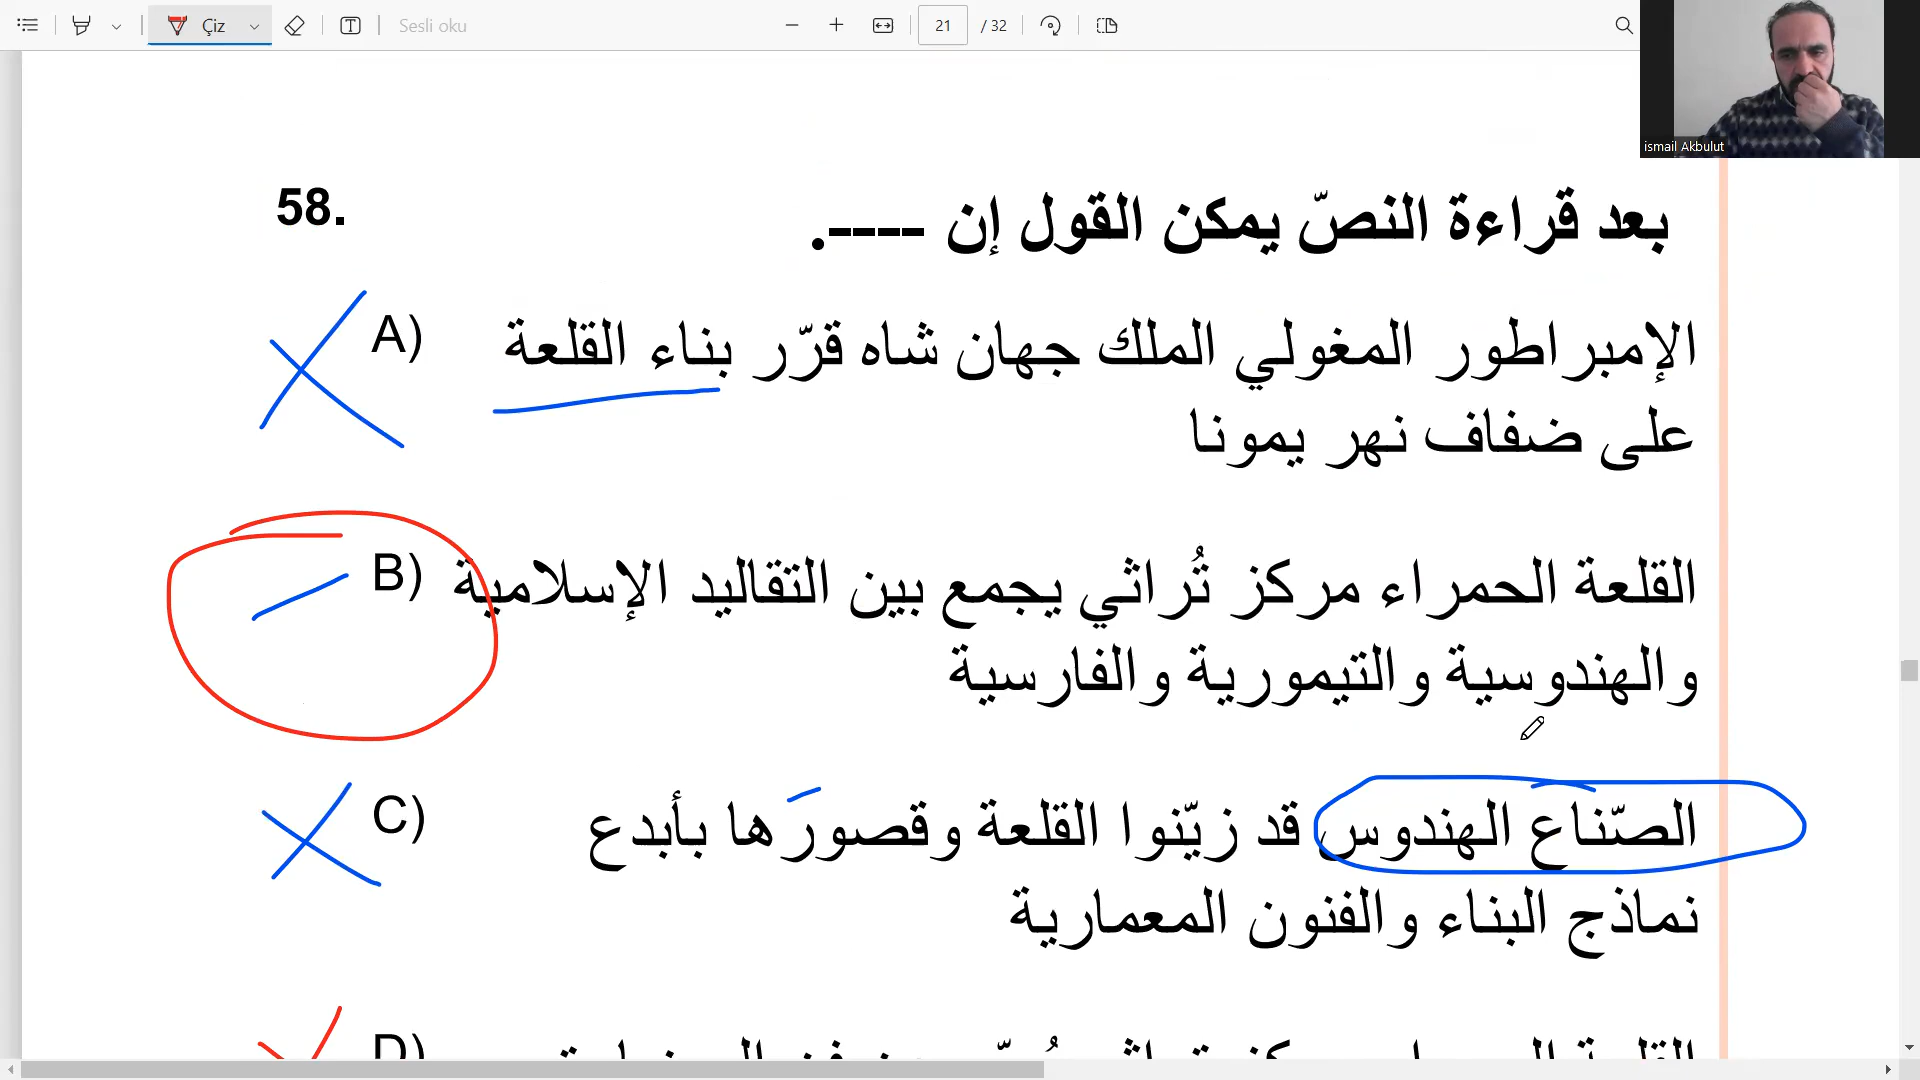 Çiz
Sesli oku
21 / 32
ismail Akbulut
58. بعد قراءة النصّ يمكن القول إن ----.
A) الإمبراطور المغولي الملك جهان شاه قرّر بناء القلعة
على ضفاف نهر يمونا
B) القلعة الحمراء مركز تُراثي يجمع بين التقاليد الإسلامية
والهندوسية والتيمورية والفارسية
C) الصّناع الهندوس قد زيّنوا القلعة وقصورَها بأبدع
نماذج البناء والفنون المعمارية
D)